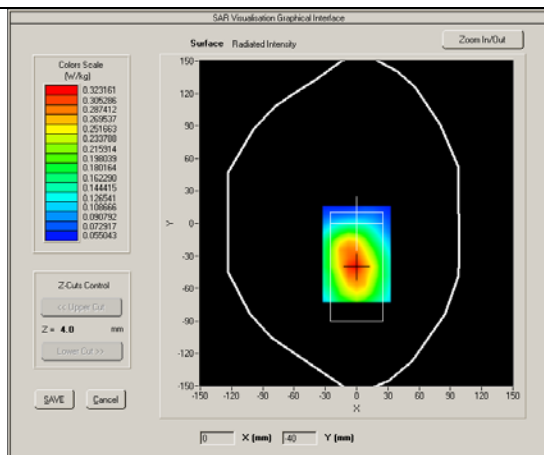 SAR Visualisation Graphical Interface
Surface Radiated Intensity
Zoom In/Out
Colors Scale
(W/kg)
0.323161
0.305286
0.287412
0.269537
0.251663
0.233788
0.215914
0.198039
0.180164
0.162290
0.144415
0.126541
0.108666
0.090792
0.072917
0.055043
Z-Cuts Control
<< Upper Cut
Z = 4.0 mm
Lower Cut >>
SAVE Cancel
150
120
90
60
30
Y 0
-30
-60
-90
-120
-150
-150 -120 -90 -60 -30 0 30 60 90 120 150
X
0 X (mm) -40 Y (mm)